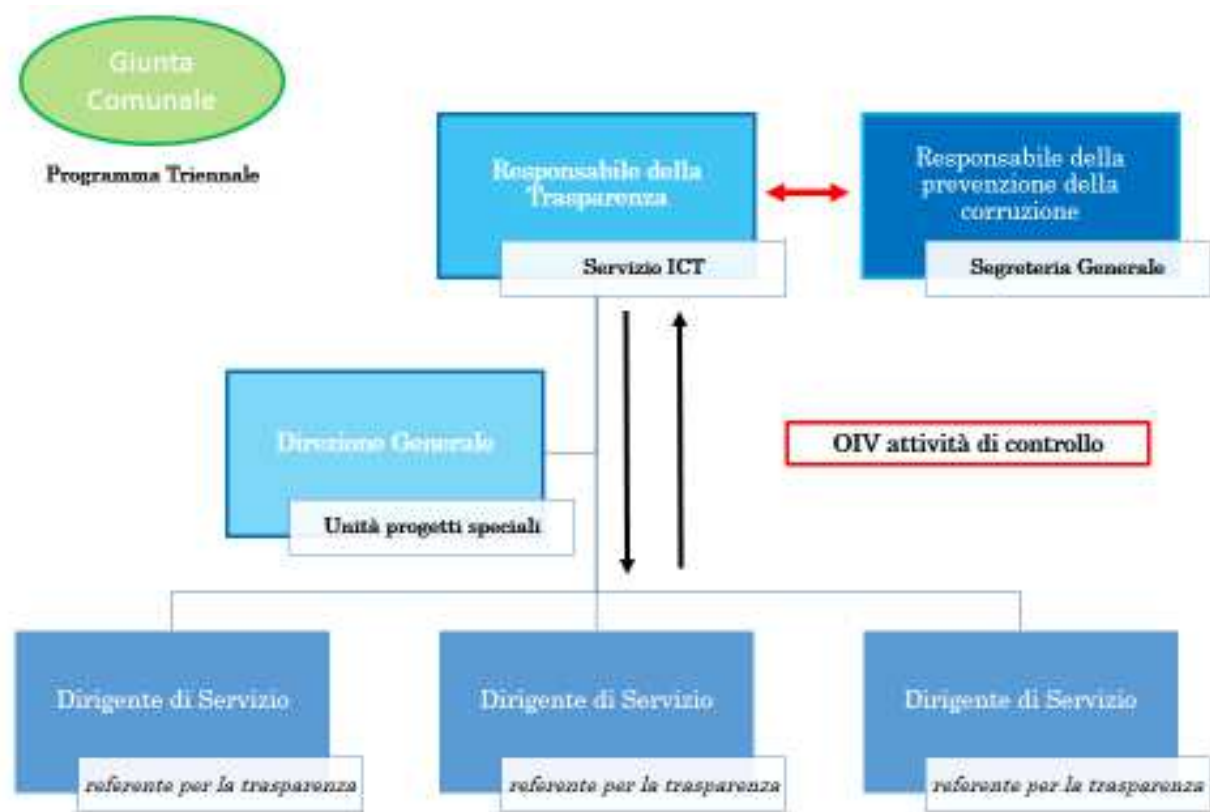 Giunta
Comunale
Programma Triennale
Responsabile della
Trasparenza
Servizio ICT
Responsabile della
prevenzione della
corruzione
Segreteria Generale
Direzione Generale
Unità progetti speciali
OIV attività di controllo
Dirigente di Servizio
referente per la trasparenza
Dirigente di Servizio
referente per la trasparenza
Dirigente di Servizio
referente per la trasparenza